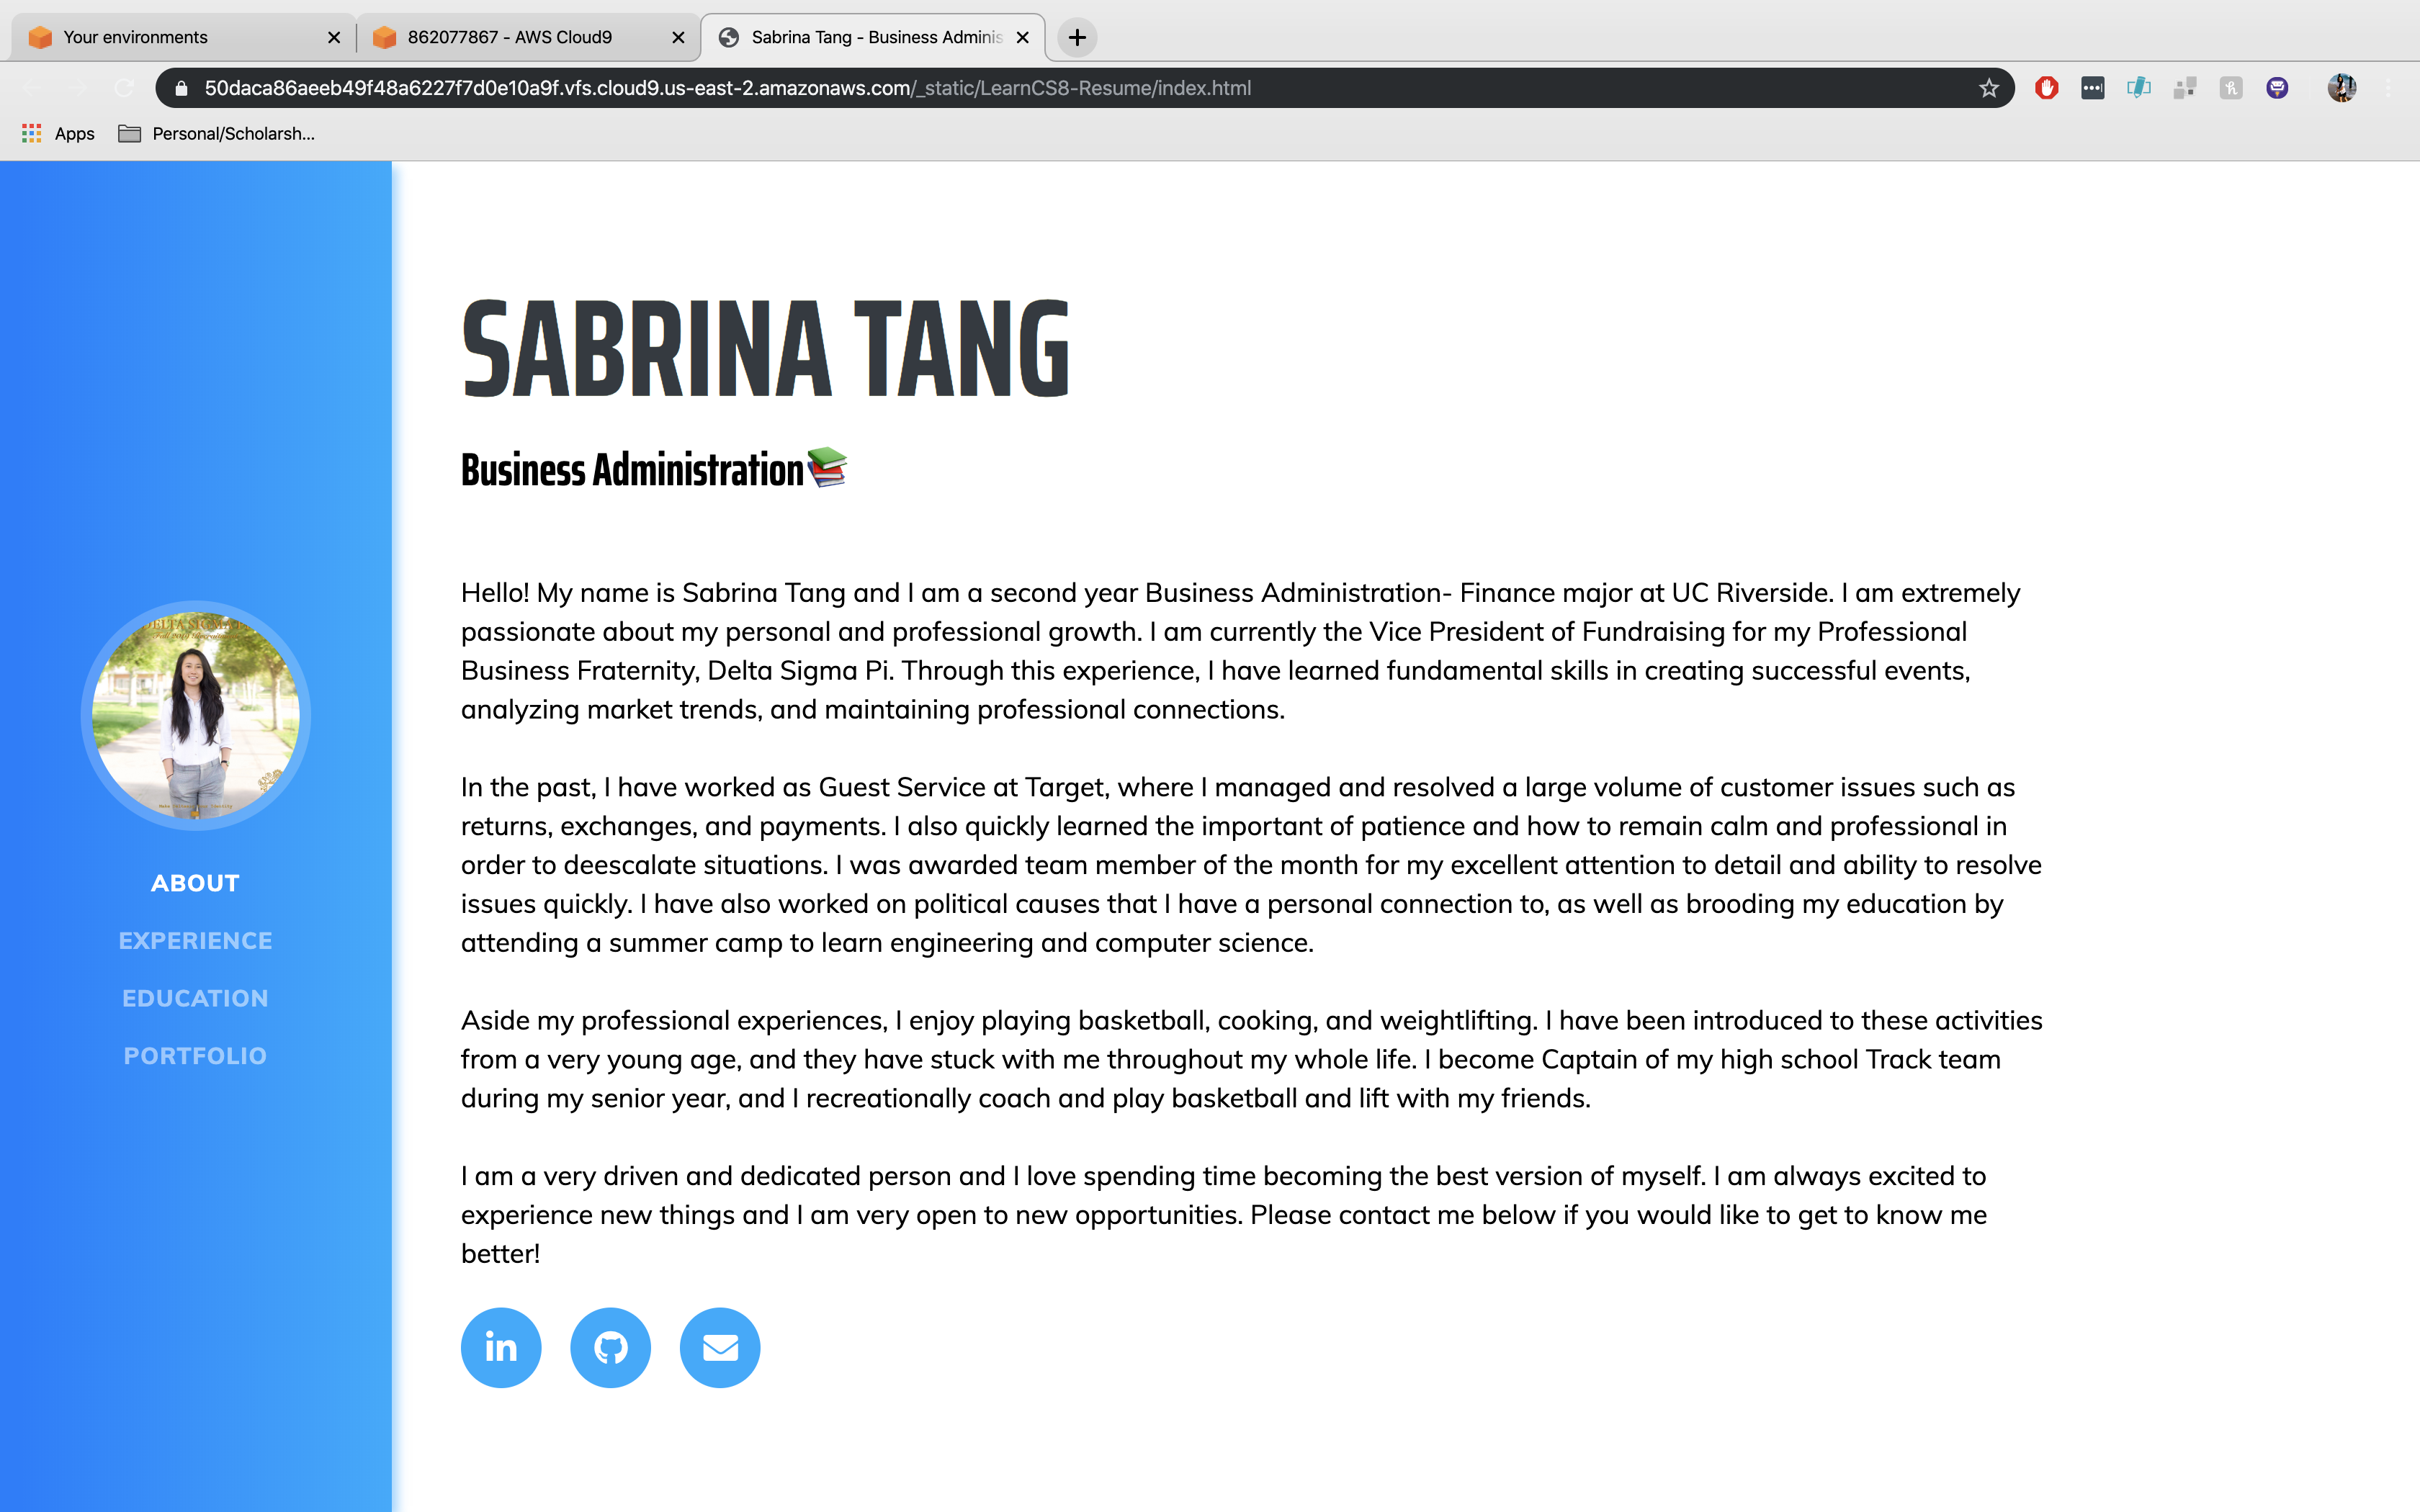 Your environments
862077867 - AWS Cloud9
Sabrina Tang - Business Adminis
50daca86aeeb49f48a6227f7d0e10a9f.vfs.cloud9.us-east-2.amazonaws.com/_static/LearnCS8-Resume/index.html
Apps
Personal/Scholarsh...
SABRINA TANG
Business Administration
Hello! My name is Sabrina Tang and I am a second year Business Administration- Finance major at UC Riverside. I am extremely
passionate about my personal and professional growth. I am currently the Vice President of Fundraising for my Professional
Business Fraternity, Delta Sigma Pi. Through this experience, I have learned fundamental skills in creating successful events,
analyzing market trends, and maintaining professional connections.
In the past, I have worked as Guest Service at Target, where I managed and resolved a large volume of customer issues such as
returns, exchanges, and payments. I also quickly learned the important of patience and how to remain calm and professional in
order to deescalate situations. I was awarded team member of the month for my excellent attention to detail and ability to resolve
issues quickly. I have also worked on political causes that I have a personal connection to, as well as brooding my education by
attending a summer camp to learn engineering and computer science.
Aside my professional experiences, I enjoy playing basketball, cooking, and weightlifting. I have been introduced to these activities
from a very young age, and they have stuck with me throughout my whole life. I become Captain of my high school Track team
during my senior year, and I recreationally coach and play basketball and lift with my friends.
I am a very driven and dedicated person and I love spending time becoming the best version of myself. I am always excited to
experience new things and I am very open to new opportunities. Please contact me below if you would like to get to know me
better!
in
ABOUT
EXPERIENCE
EDUCATION
PORTFOLIO